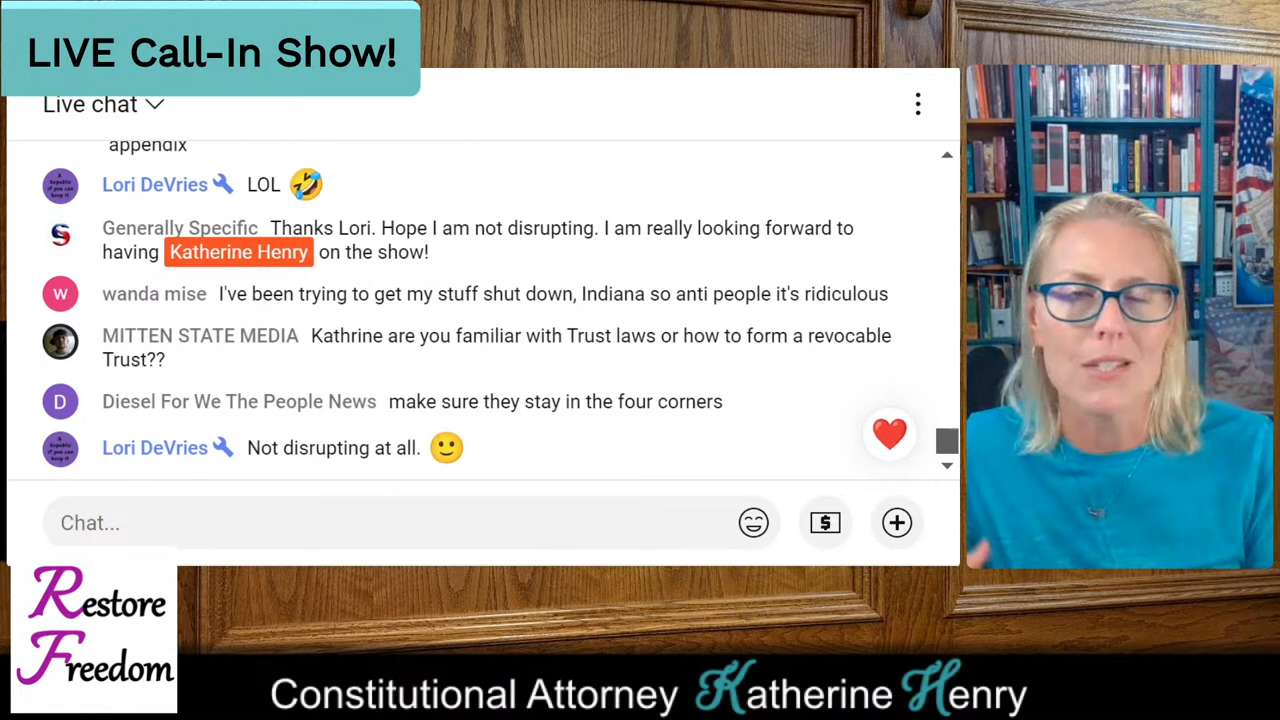 LIVE Call-In Show!
Live chat
appendix
Lori DeVries LOL
Generally Specific Thanks Lori. Hope I am not disrupting. I am really looking forward to
having Katherine Henry on the show!
wanda mise I've been trying to get my stuff shut down, Indiana so anti people it's ridiculous
MITTEN STATE MEDIA Kathrine are you familiar with Trust laws or how to form a revocable
Trust??
Diesel For We The People News make sure they stay in the four corners
Lori DeVries Not disrupting at all.
Chat...
Restore
Freedom
Constitutional Attorney Katherine Henry
W
D
$